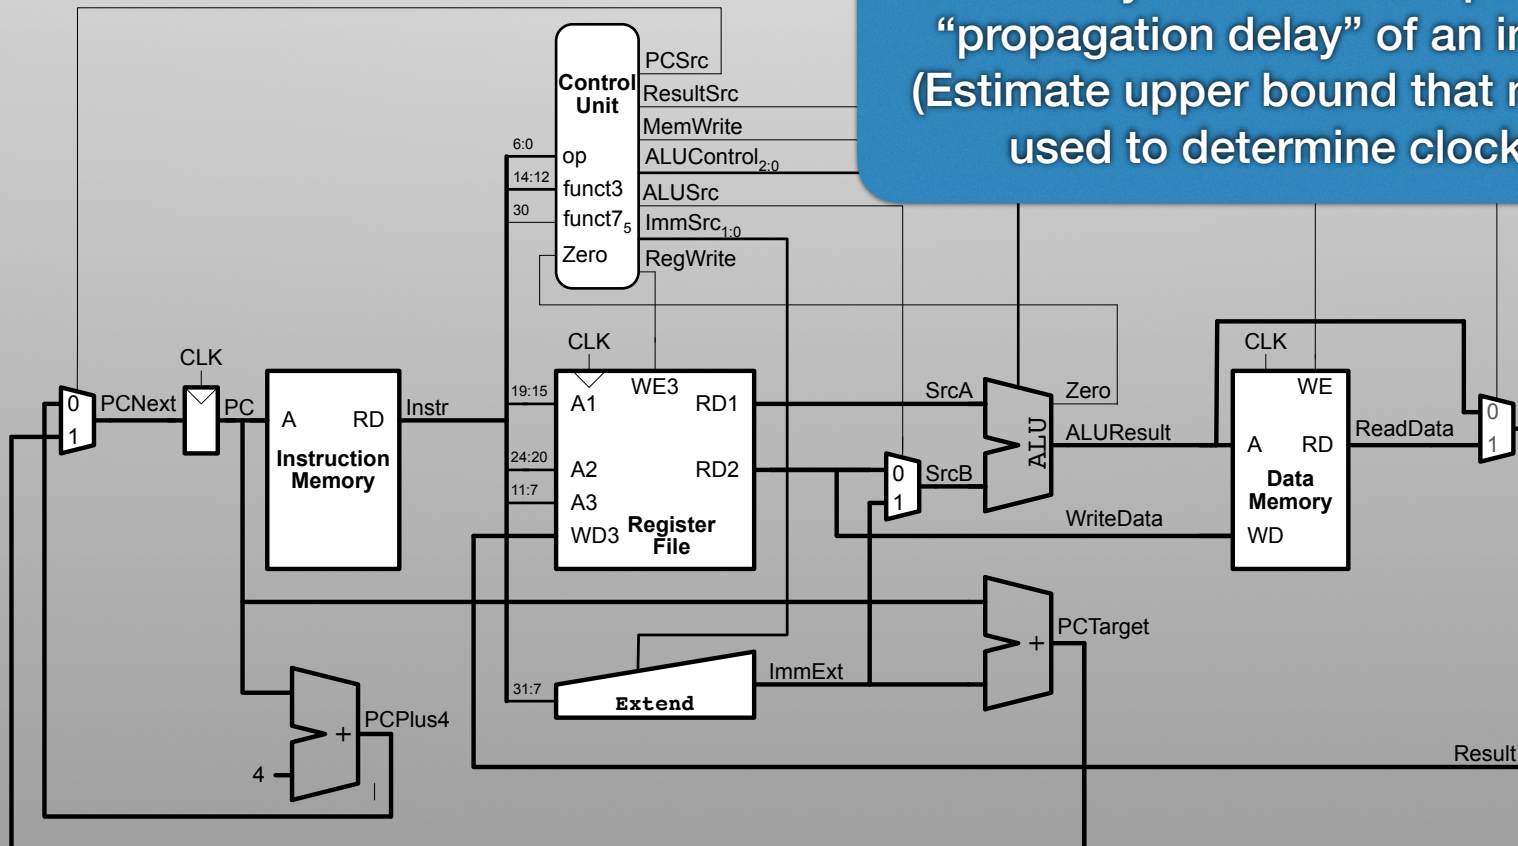 “propagation delay” of an
(Estimate upper bound that
used to determine clock
PCSrc
Control
Unit
ResultSrc
MemWrite
6:0
op
ALUControl2:0
14:12
funct3
ALUSrc
30
funct75
ImmSrc1:0
Zero
RegWrite
CLK
CLK
CLK
0
1
PCNext
PC
A
RD
Instruction
Memory
Instr
19:15
A1
WE3
RD1
24:20
A2
RD2
11:7
A3
WD3
Register
File
SrcA
0
1
SrcB
ALU
Zero
ALUResult
WriteData
WE
A
RD
Data
Memory
WD
ReadData
0
1
+
PCTarget
31:7
Extend
ImmExt
+
PCPlus4
4
Result